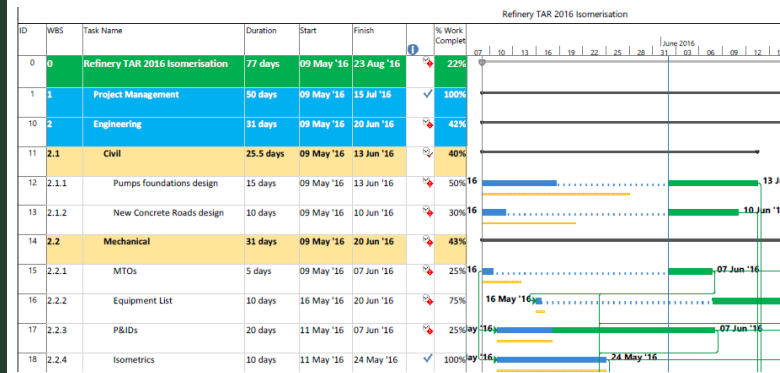 Refinery TAR 2016 Isomerisation
ID WBS Task Name Duration Start Finish % Work
Complet
June 2016
07 10 13 16 19 22 25 28 31 03 06 09 12
0 0 Refinery TAR 2016 Isomerisation 77 days 09 May '16 23 Aug '16 22%
1 1 Project Management 50 days 09 May '16 15 Jul '16 100%
10 2 Engineering 31 days 09 May '16 20 Jun '16 42%
11 2.1 Civil 25.5 days 09 May '16 13 Jun '16 40%
12 2.1.1 Pumps foundations design 15 days 09 May '16 13 Jun '16 50% 16 13 J
13 2.1.2 New Concrete Roads design 10 days 09 May '16 10 Jun '16 30% 16 10 Jun '1
14 2.2 Mechanical 31 days 09 May '16 20 Jun '16 43%
15 2.2.1 MTOs 5 days 09 May '16 07 Jun '16 25% 16 07 Jun '16
16 2.2.2 Equipment List 10 days 16 May '16 20 Jun '16 75% 16 May '16
17 2.2.3 P&IDs 20 days 11 May '16 07 Jun '16 25% ay '16 07 Jun '16
18 2.2.4 Isometrics 10 days 11 May '16 24 May '16 100% ay '16 24 May '16